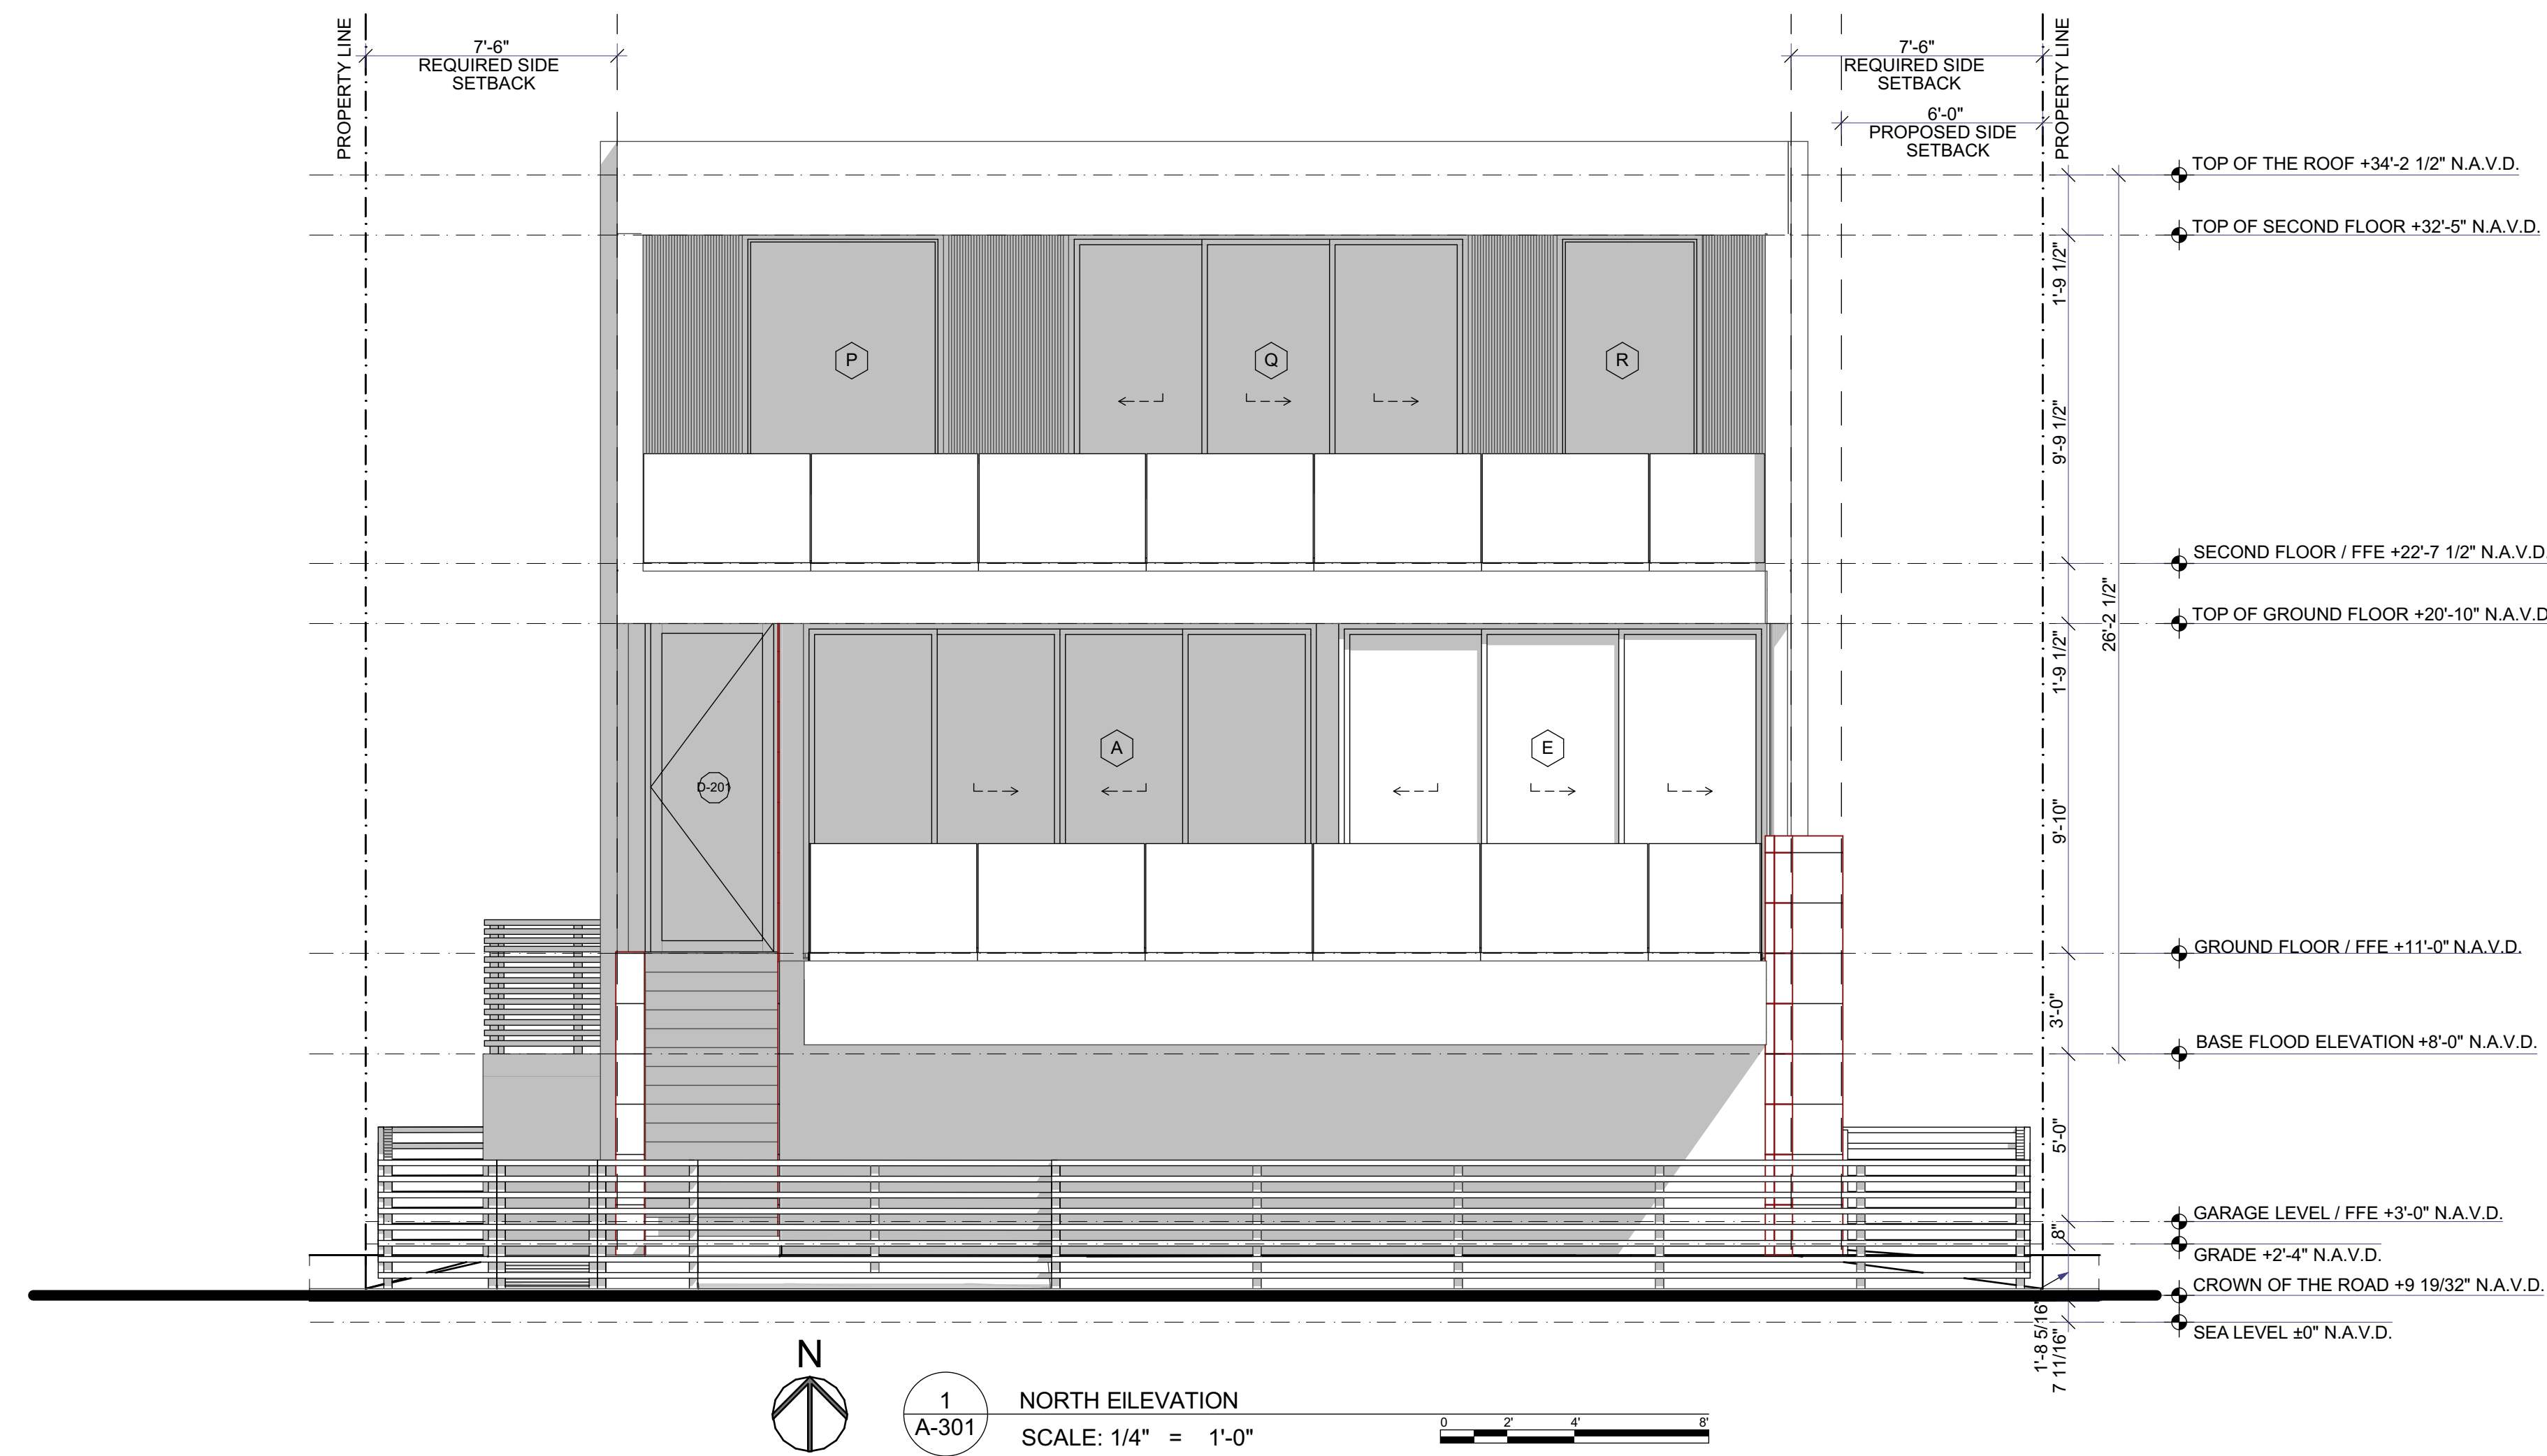 PROPERTY LINE
7'-6"
REQUIRED SIDE
SETBACK
7'-6"
REQUIRED SIDE
SETBACK
PROPERTY LINE
6'-0"
PROPOSED SIDE
SETBACK
TOP OF THE ROOF +34'-2 1/2" N.A.V.D.
TOP OF SECOND FLOOR +32'-5" N.A.V.D.
1'-9 1/2"
P
Q
R
9'-9 1/2"
SECOND FLOOR / FFE +22'-7 1/2" N.A.V.D.
26'-2 1/2"
TOP OF GROUND FLOOR +20'-10" N.A.V.D
1'-9 1/2"
A
E
D-201
9'-10"
GROUND FLOOR / FFE +11'-0" N.A.V.D.
3'-0"
BASE FLOOD ELEVATION +8'-0" N.A.V.D.
5'-0"
GARAGE LEVEL / FFE +3'-0" N.A.V.D.
8"
GRADE +2'-4" N.A.V.D.
CROWN OF THE ROAD +9 19/32" N.A.V.D.
1'-8 5/16"
7 11/16"
SEA LEVEL ±0" N.A.V.D.
N
1
A-301
NORTH EILEVATION
SCALE: 1/4" = 1'-0"
0 2' 4' 8'